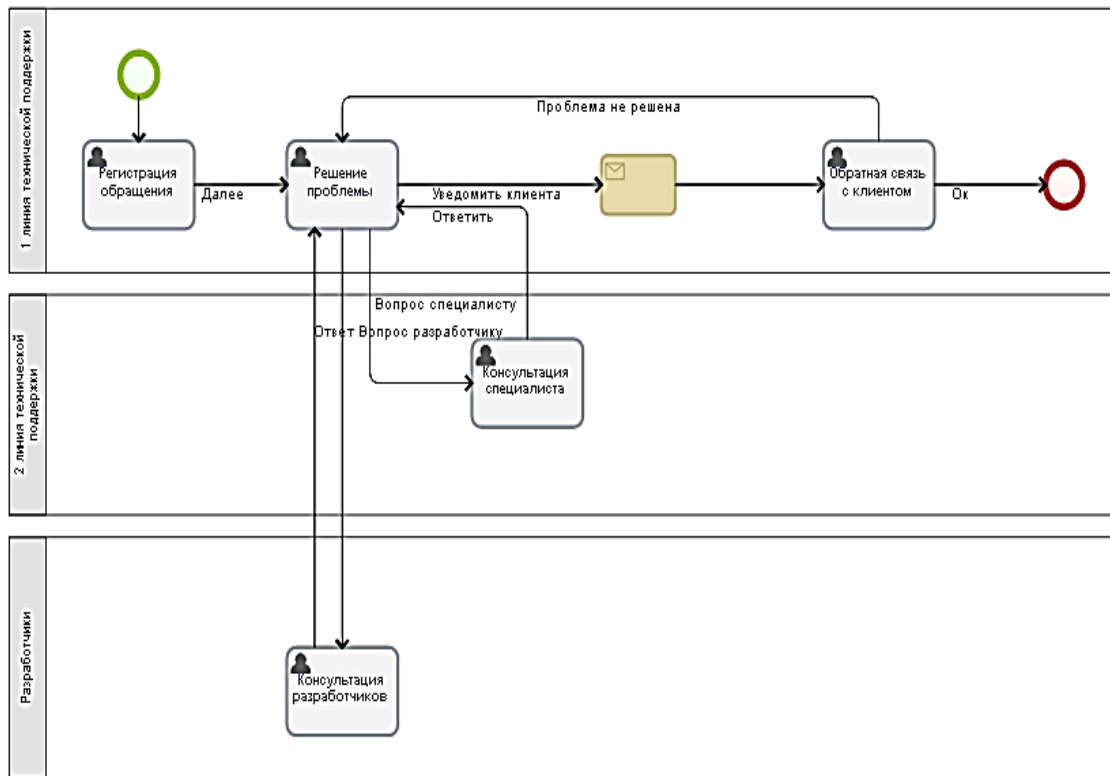 1 линия технической поддержки
Проблема не решена
Регистрация
обращения
Далее
Решение
проблемы
Уведомить клиента
Ответить
Обратная связь
с клиентом
Ок
2 линия технической
поддержки
Вопрос специалисту
Ответ Вопрос разработчику
Консультация
специалиста
Разработчики
Консультация
разработчиков